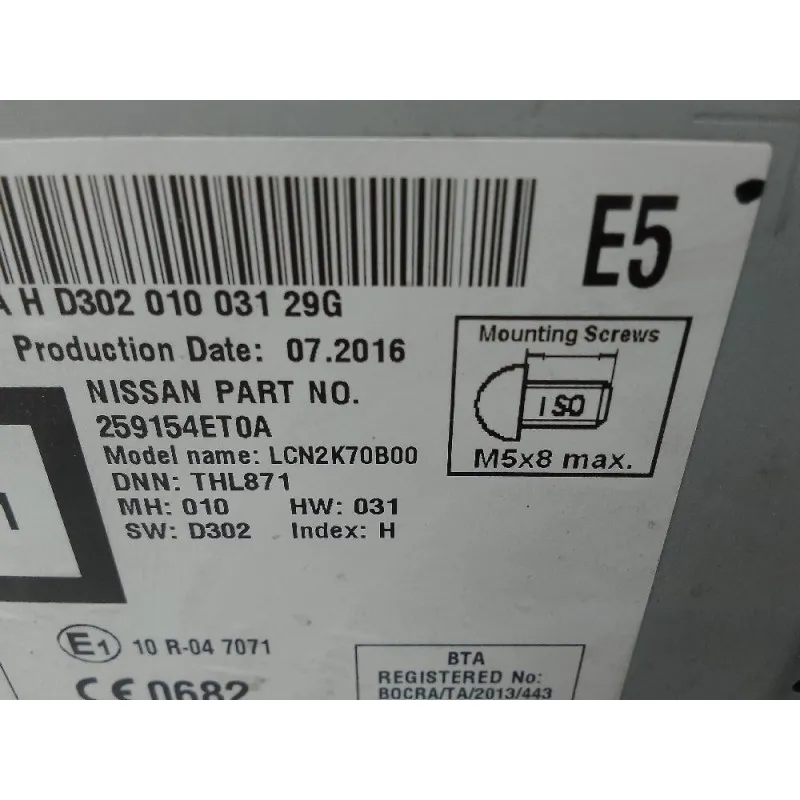 E5
A H D302 010 031 29G
Production Date: 07.2016
Mounting Screws
ISO
M5x8 max.
NISSAN PART NO.
259154ET0A
Model name: LCN2K70B00
DNN: THL871
MH: 010 HW: 031
SW: D302 Index: H
1
E1 10 R-04 7071
CE 0682
BTA
REGISTERED No:
BOCRA/TA/2013/443